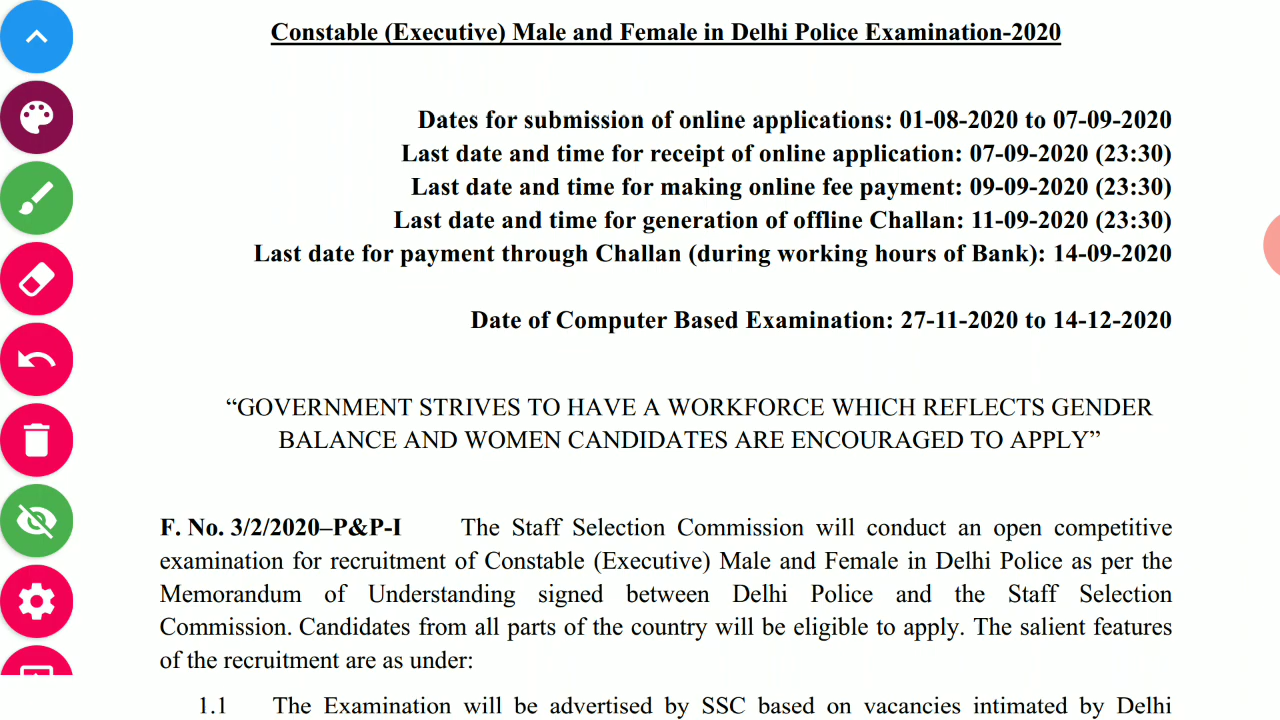 Constable (Executive) Male and Female in Delhi Police Examination-2020
Dates for submission of online applications: 01-08-2020 to 07-09-2020
Last date and time for receipt of online application: 07-09-2020 (23:30)
Last date and time for making online fee payment: 09-09-2020 (23:30)
Last date and time for generation of offline Challan: 11-09-2020 (23:30)
Last date for payment through Challan (during working hours of Bank): 14-09-2020
Date of Computer Based Examination: 27-11-2020 to 14-12-2020
“GOVERNMENT STRIVES TO HAVE A WORKFORCE WHICH REFLECTS GENDER
BALANCE AND WOMEN CANDIDATES ARE ENCOURAGED TO APPLY”
F. No. 3/2/2020–P&P-I The Staff Selection Commission will conduct an open competitive
examination for recruitment of Constable (Executive) Male and Female in Delhi Police as per the
Memorandum of Understanding signed between Delhi Police and the Staff Selection
Commission. Candidates from all parts of the country will be eligible to apply. The salient features
of the recruitment are as under:
1.1 The Examination will be advertised by SSC based on vacancies intimated by Delhi